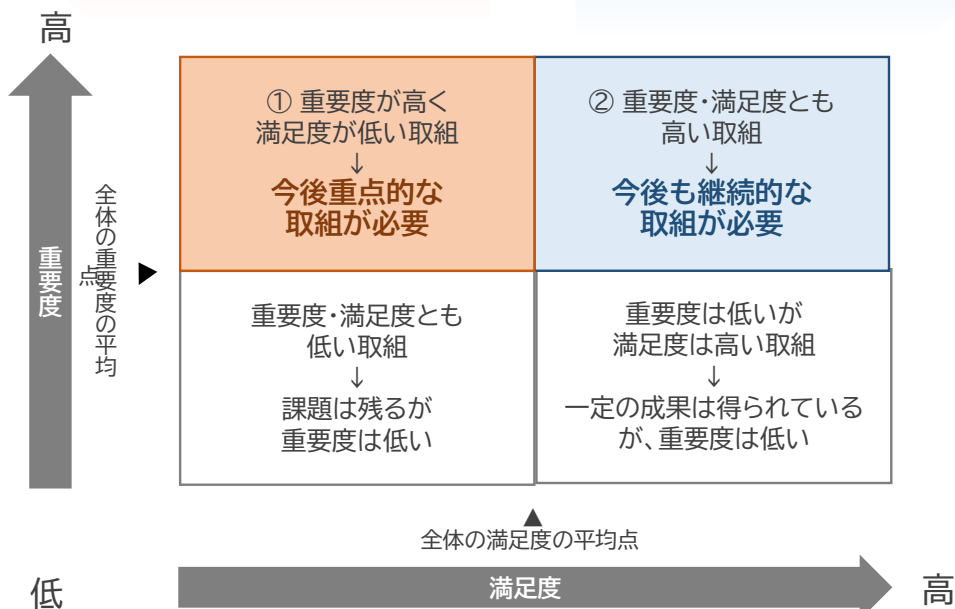 高
① 重要度が高く
満足度が低い取組
↓
今後重点的な
取組が必要
② 重要度・満足度とも
高い取組
↓
今後も継続的な
取組が必要
重要度
全体の重要度の平均
点
▶
重要度・満足度とも
低い取組
↓
課題は残るが
重要度は低い
重要度は低いが
満足度は高い取組
↓
一定の成果は得られている
が、重要度は低い
▲
全体の満足度の平均点
低
満足度
高